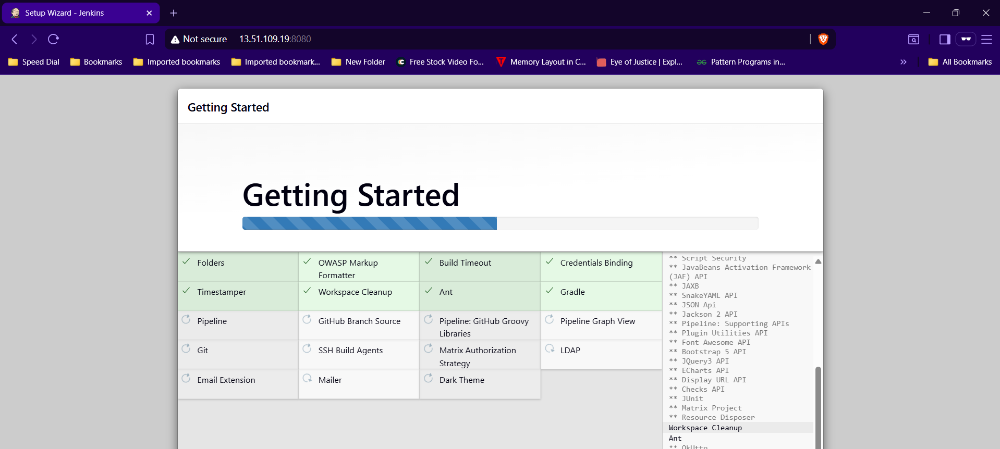 Setup Wizard - Jenkins
Not secure 13.51.109.19:8080
Speed Dial
Bookmarks
Imported bookmarks
Imported bookmark...
New Folder
Free Stock Video Fo...
Memory Layout in C...
Eye of Justice | Expl...
Pattern Programs in...
All Bookmarks
Getting Started
Getting Started
Folders
OWASP Markup
Formatter
Build Timeout
Credentials Binding
Timestamper
Workspace Cleanup
Ant
Gradle
Pipeline
GitHub Branch Source
Pipeline: GitHub Groovy
Libraries
Pipeline Graph View
Git
SSH Build Agents
Matrix Authorization
Strategy
LDAP
Email Extension
Mailer
Dark Theme
** Script Security
** JavaBeans Activation Framework
(JAF) API
** JAXB
** SnakeYAML API
** JSON Api
** Jackson 2 API
** Pipeline: Supporting APIs
** Plugin Utilities API
** Font Awesome API
** Bootstrap 5 API
** JQuery3 API
** ECharts API
** Display URL API
** Checks API
** JUnit
** Matrix Project
** Resource Disposer
Workspace Cleanup
Ant
** OkHttp